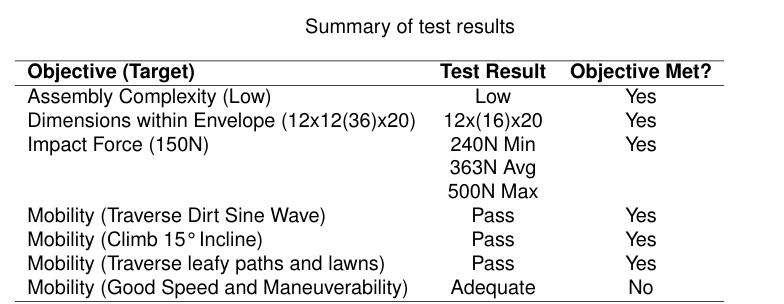 Summary of test results
Objective (Target) Test Result Objective Met?
Assembly Complexity (Low) Low Yes
Dimensions within Envelope (12x12(36)x20) 12x(16)x20 Yes
Impact Force (150N) 240N Min Yes
363N Avg
500N Max
Mobility (Traverse Dirt Sine Wave) Pass Yes
Mobility (Climb 15° Incline) Pass Yes
Mobility (Traverse leafy paths and lawns) Pass Yes
Mobility (Good Speed and Maneuverability) Adequate No